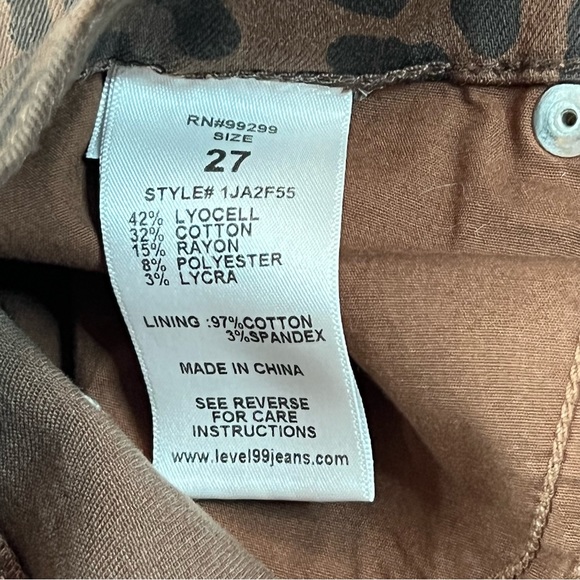 RN#99299
SIZE
27
STYLE# 1JA2F55
42% LYOCELL
32% COTTON
15% RAYON
8% POLYESTER
3% LYCRA
LINING :97%COTTON
3%SPANDEX
MADE IN CHINA
SEE REVERSE
FOR CARE
INSTRUCTIONS
www.level99jeans.com